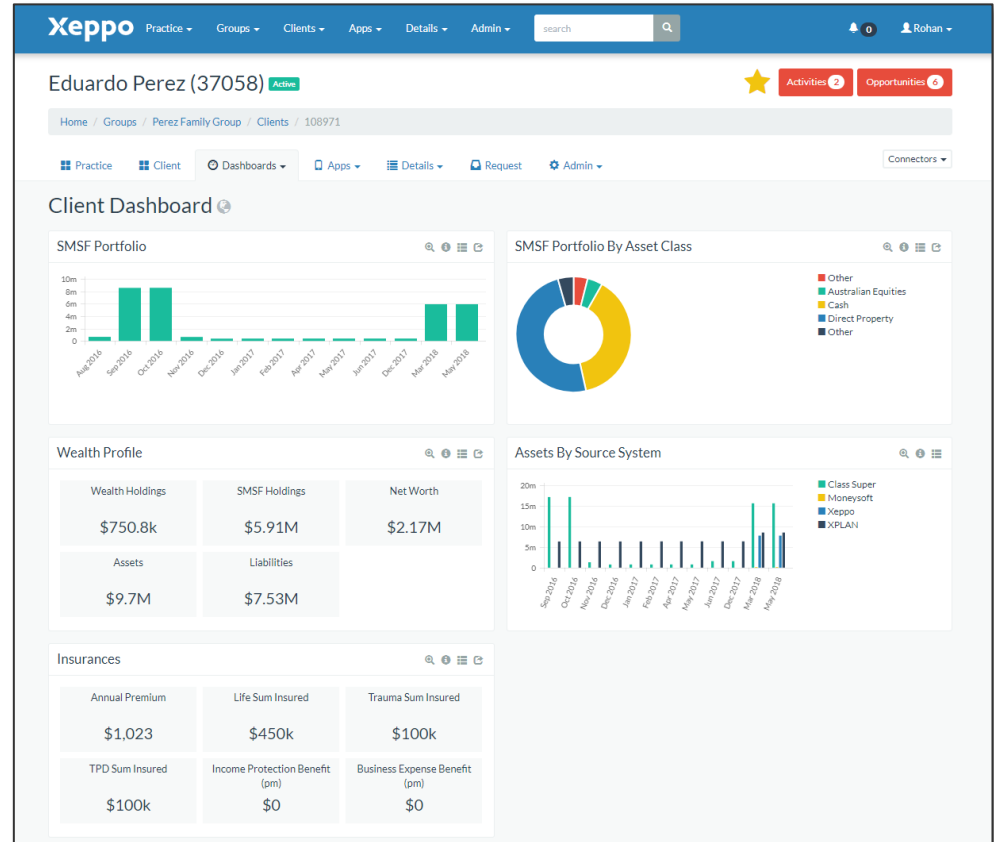 Xeppo Practice Groups Clients Apps Details Admin search 0 Rohan
Eduardo Perez (37058) Active Activities 2 Opportunities 6
Home / Groups / Perez Family Group / Clients / 108971
Practice Client Dashboards Apps Details Request Admin Connectors
Client Dashboard
SMSF Portfolio
10m
8m
6m
4m
2m
0
Aug 2016 Sep 2016 Oct 2016 Nov 2016 Dec 2016 Jan 2017 Feb 2017 Apr 2017 May 2017 Jun 2017 Dec 2017 Mar 2018 May 2018
SMSF Portfolio By Asset Class
Other
Australian Equities
Cash
Direct Property
Other
Wealth Profile
Wealth Holdings SMSF Holdings Net Worth
$750.8k $5.91M $2.17M
Assets Liabilities
$9.7M $7.53M
Assets By Source System
20m
15m
10m
5m
0
Sep 2016 Oct 2016 Nov 2016 Dec 2016 Jan 2017 Feb 2017 Apr 2017 May 2017 Jun 2017 Dec 2017 Mar 2018 May 2018
Class Super
Moneysoft
Xeppo
XPLAN
Insurances
Annual Premium Life Sum Insured Trauma Sum Insured
$1,023 $450k $100k
TPD Sum Insured Income Protection Benefit Business Expense Benefit
(pm) (pm)
$100k $0 $0